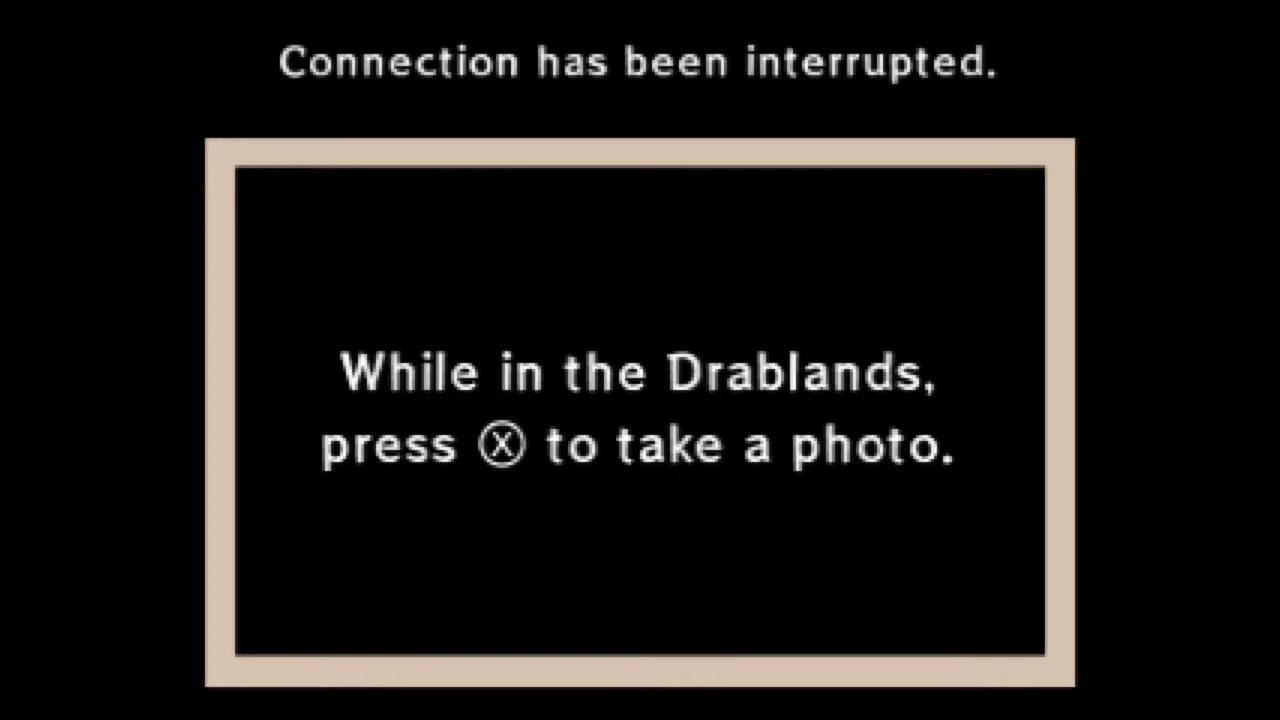 Connection has been interrupted.
While in the Drablands,
press Ⓧ to take a photo.